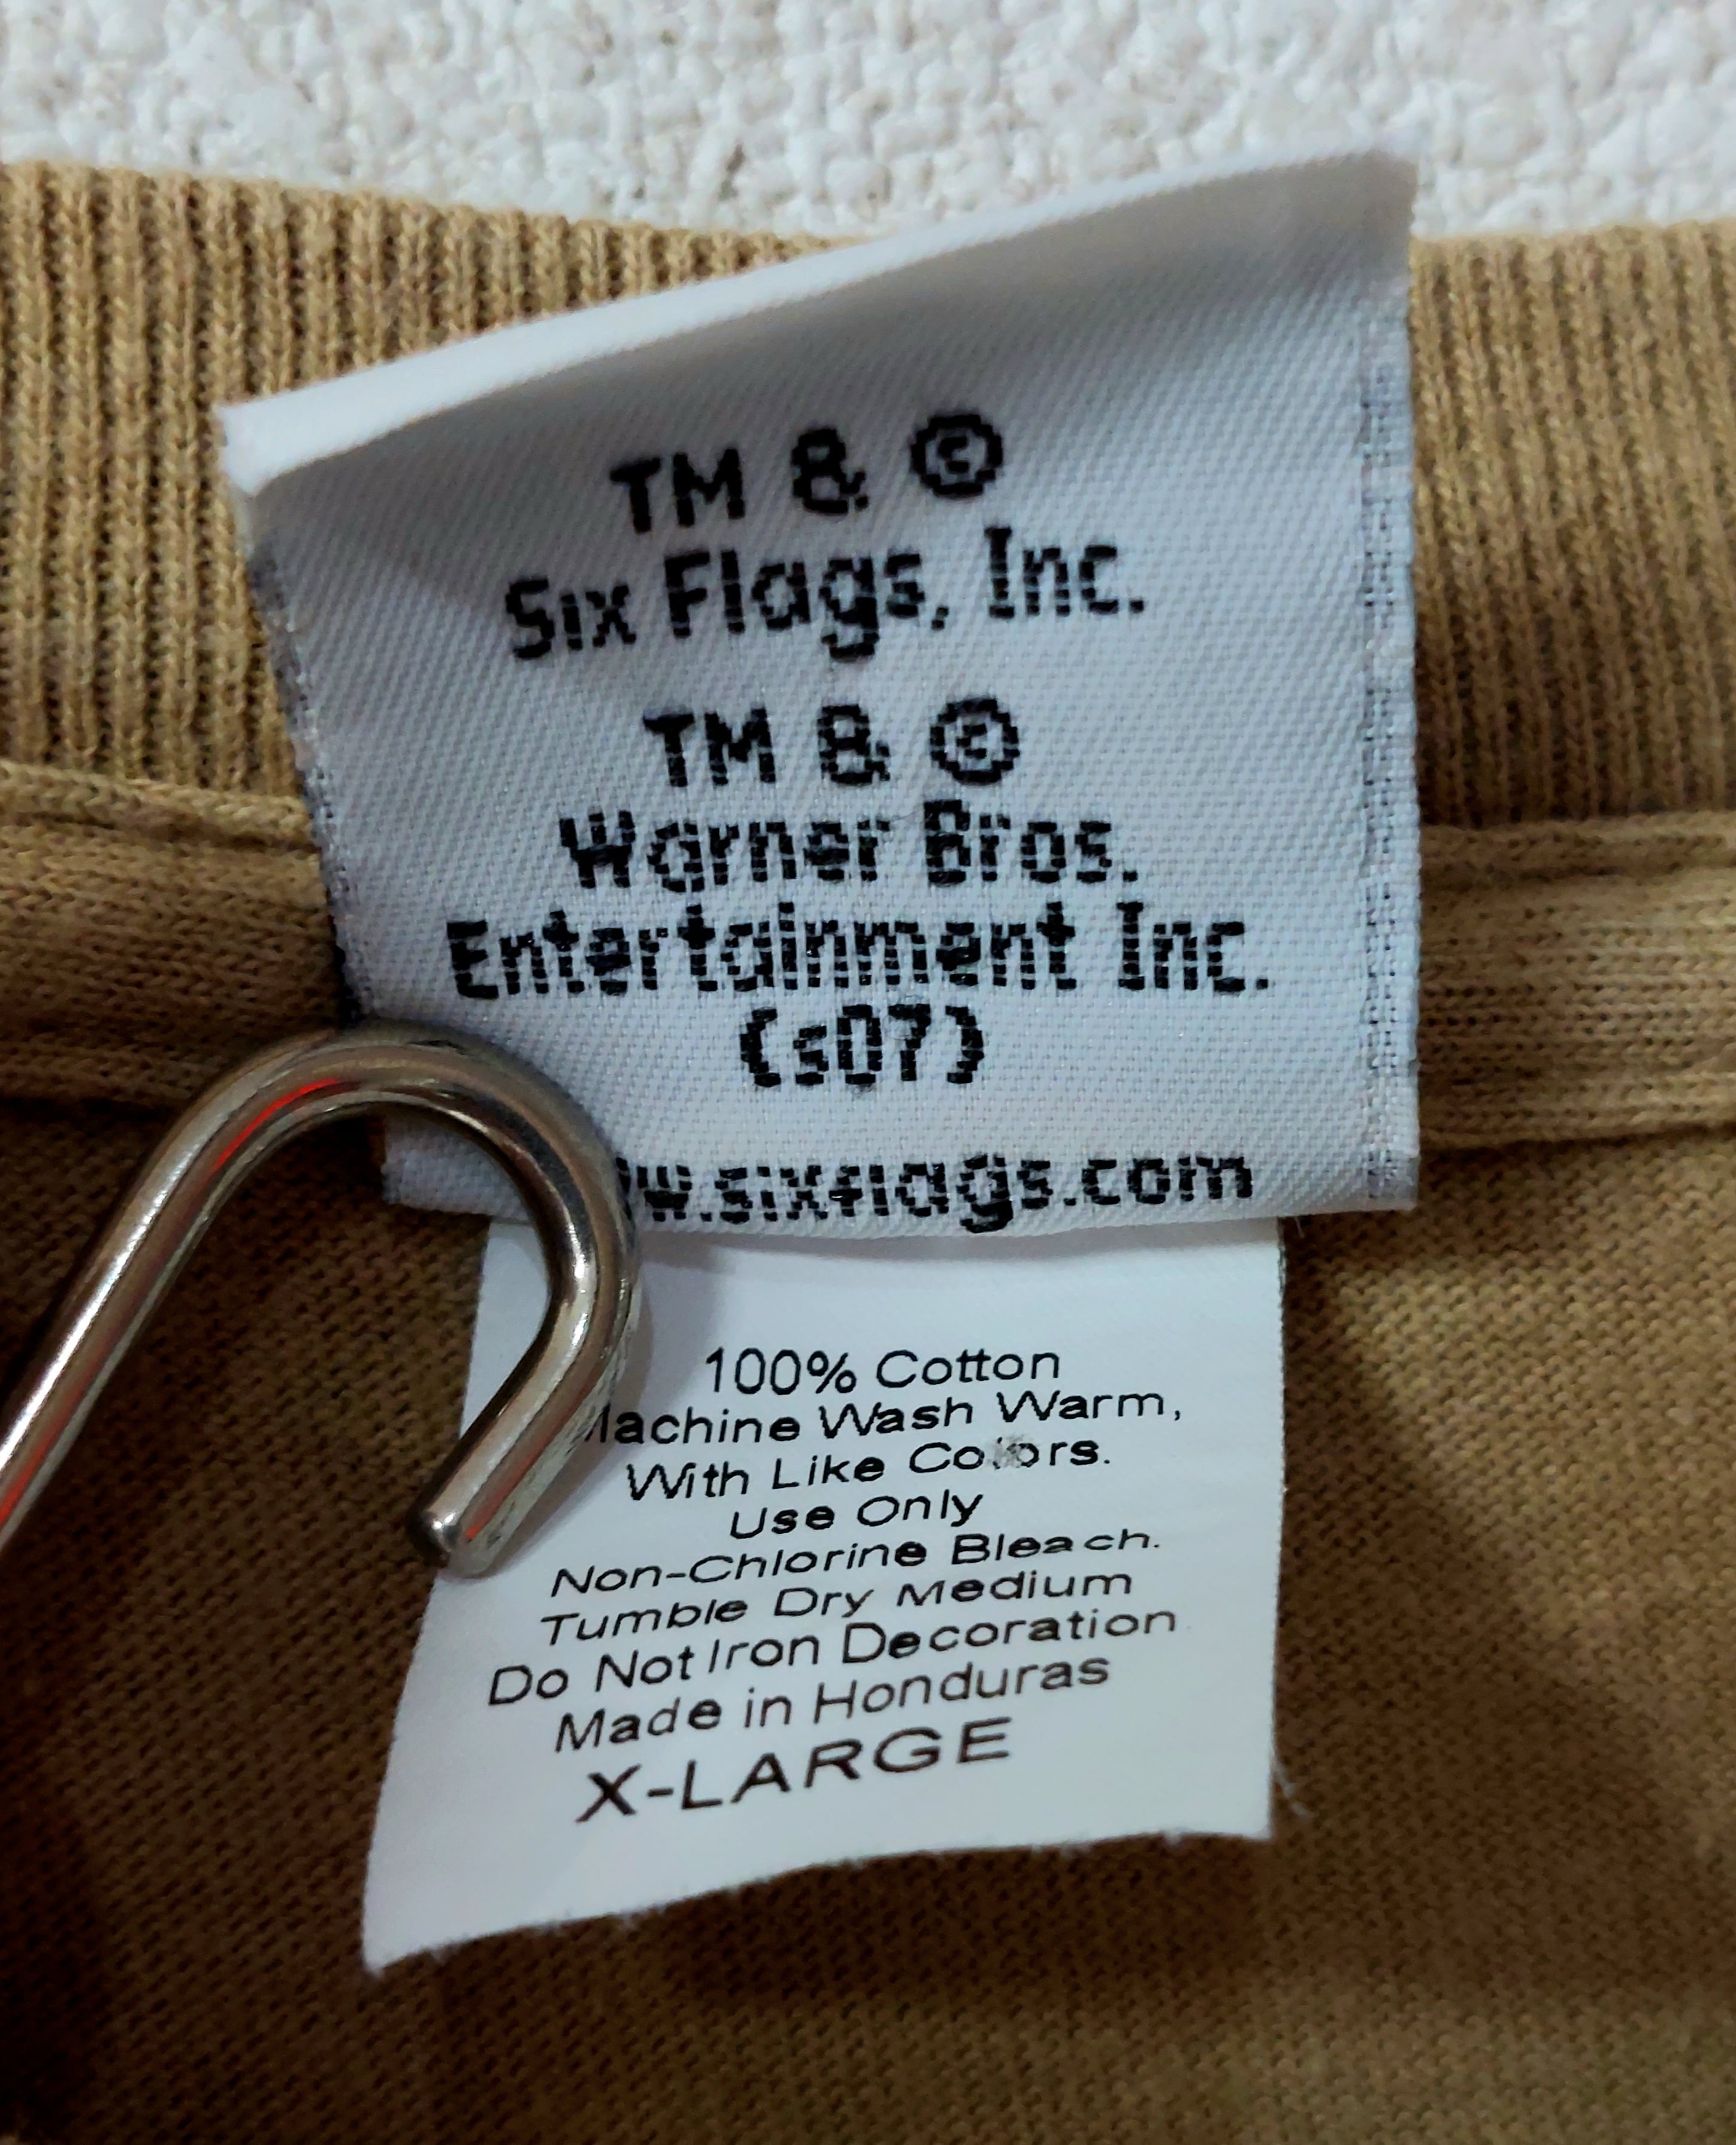 TM & ©
Six Flags, Inc.
TM & ©
Warner Bros.
Entertainment Inc.
(s07)
w.sixflags.com
100% Cotton
Machine Wash Warm,
With Like Colors.
Use Only
Non-Chlorine Bleach.
Tumble Dry Medium
Do Not Iron Decoration
Made in Honduras
X-LARGE